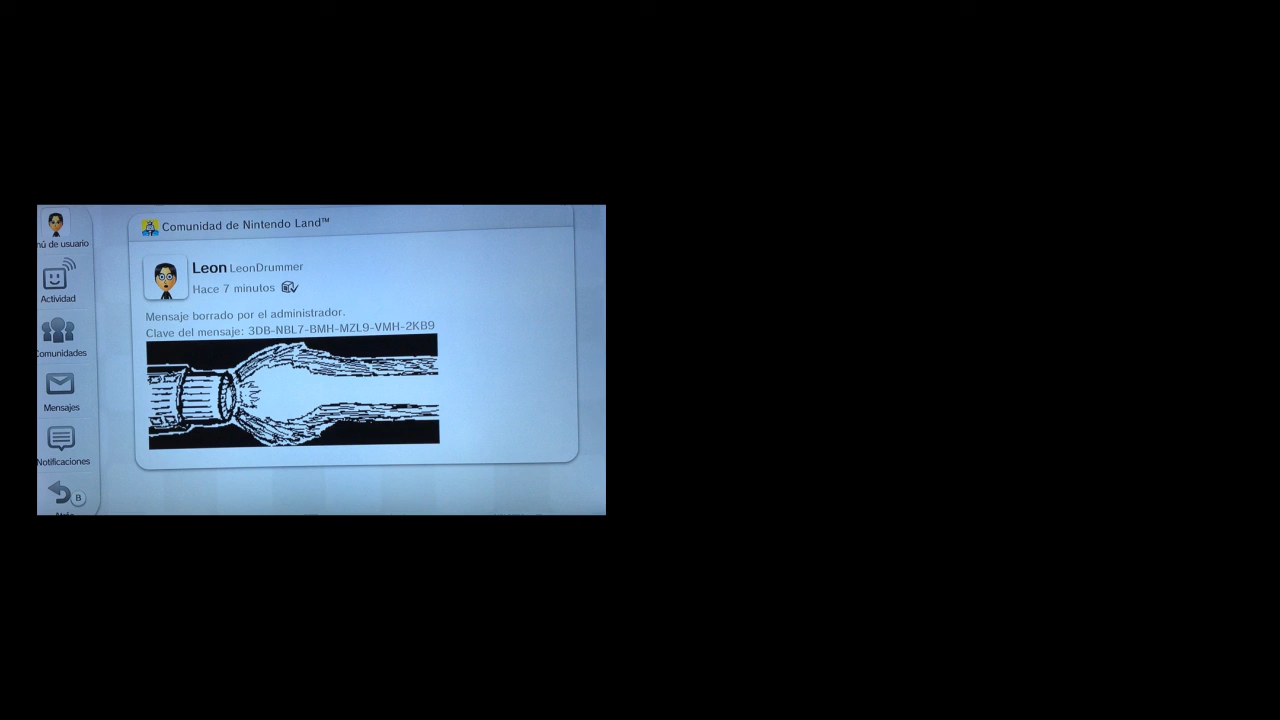 Comunidad de Nintendo Land™
nú de usuario
Leon LeonDrummer
Hace 7 minutos
Actividad
Mensaje borrado por el administrador.
Clave del mensaje: 3DB-NBL7-BMH-MZL9-VMH-2KB9
Comunidades
Mensajes
Notificaciones
B